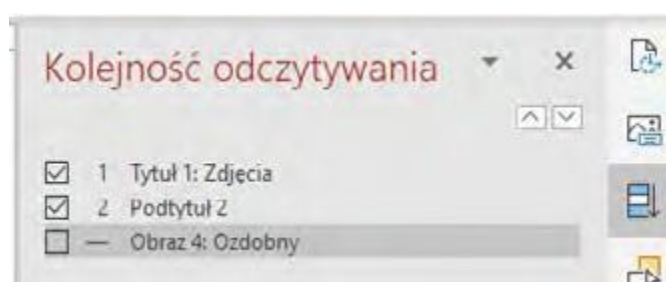 Kolejność odczytywania
1 Tytuł 1: Zdjęcia
2 Podtytuł 2
— Obraz 4: Ozdobny